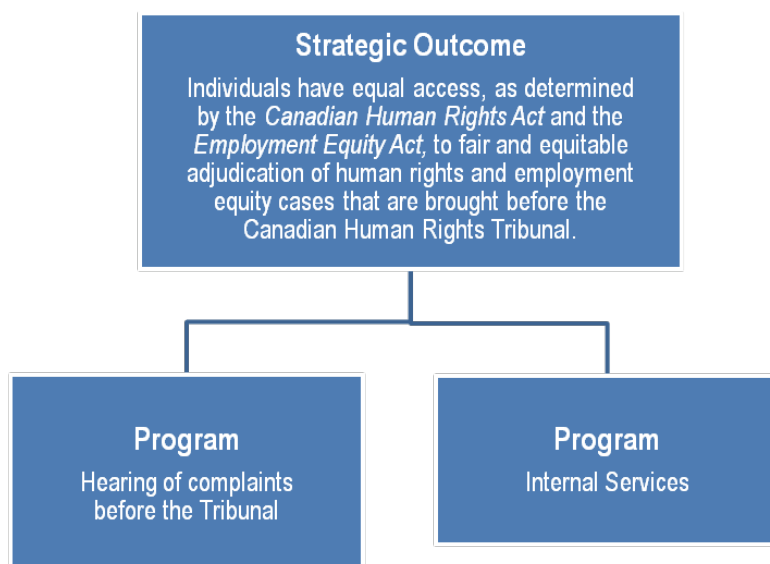 Strategic Outcome
Individuals have equal access, as determined
by the Canadian Human Rights Act and the
Employment Equity Act, to fair and equitable
adjudication of human rights and employment
equity cases that are brought before the
Canadian Human Rights Tribunal.
Program
Hearing of complaints
before the Tribunal
Program
Internal Services